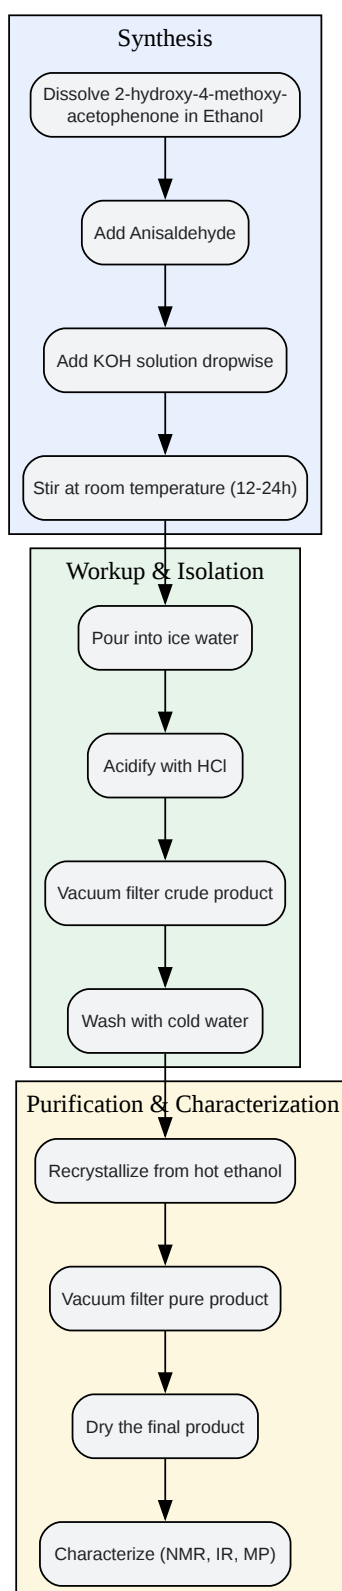 Synthesis
Dissolve 2-hydroxy-4-methoxy-
acetophenone in Ethanol
Add Anisaldehyde
Add KOH solution dropwise
Stir at room temperature (12-24h)
Workup & Isolation
Pour into ice water
Acidify with HCl
Vacuum filter crude product
Wash with cold water
Purification & Characterization
Recrystallize from hot ethanol
Vacuum filter pure product
Dry the final product
Characterize (NMR, IR, MP)